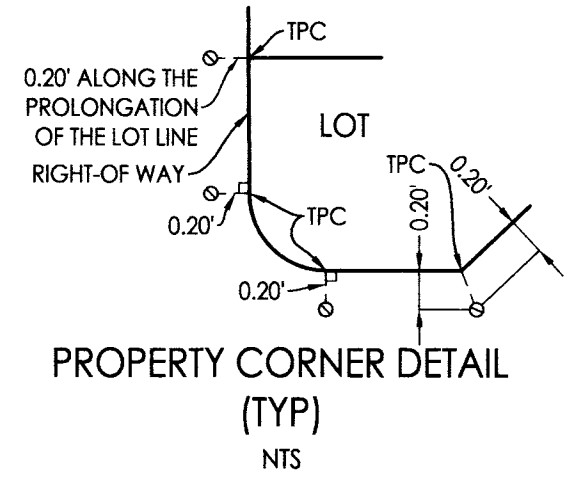 TPC
0.20' ALONG THE
PROLONGATION
OF THE LOT LINE
RIGHT-OF WAY
LOT
TPC
0.20'
0.20'
0.20'
TPC
0.20'
PROPERTY CORNER DETAIL
(TYP)
NTS